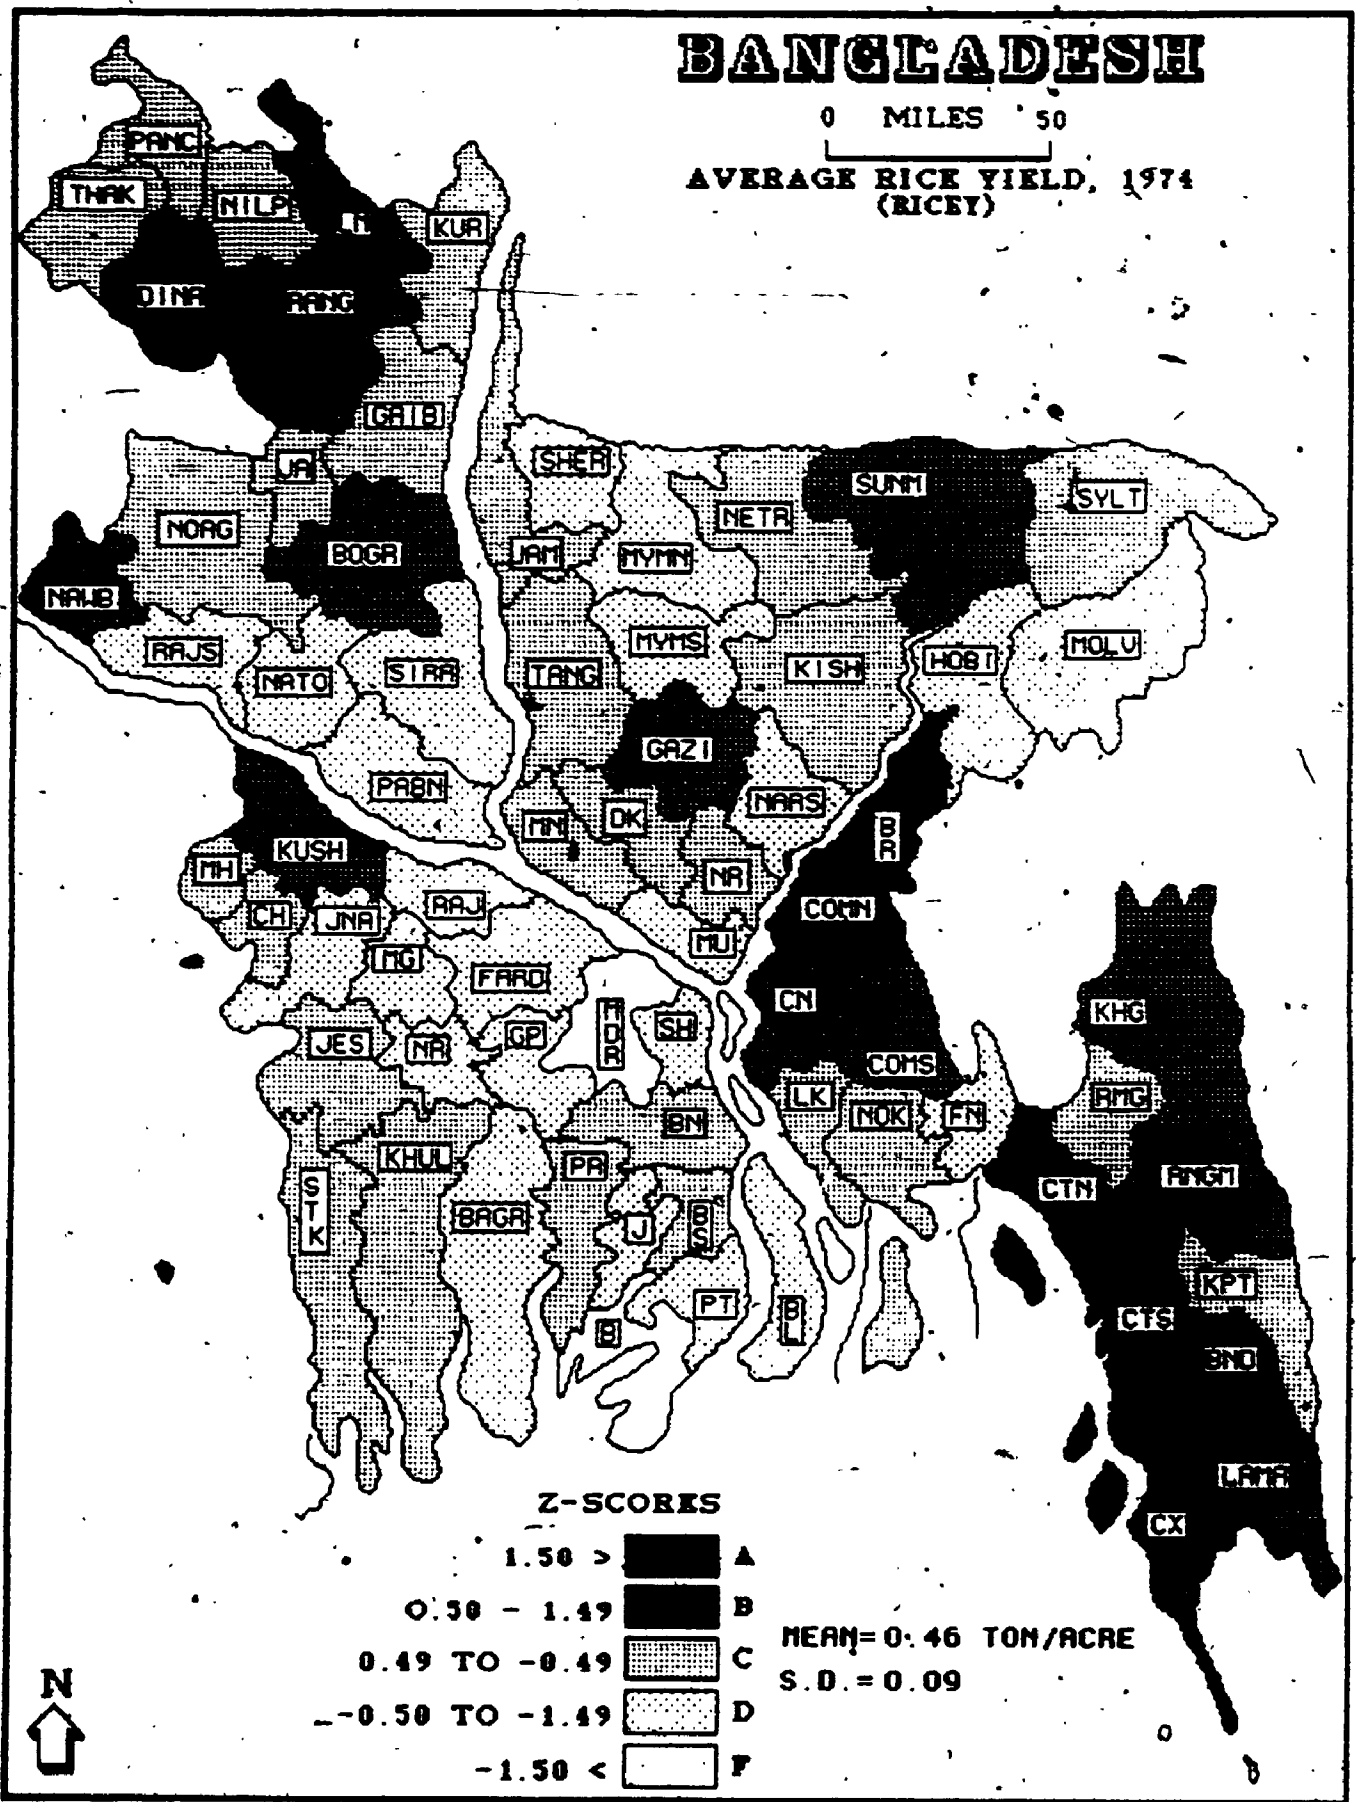 BANGLADESH
0 MILES 50
AVERAGE RICE YIELD, 1974
(RICEY)
PANC
THAK
NILP
KUR
DINA
RANG
GAIB
JA
SHER
SUNM
SYLT
NETR
NORG
BOGR
JAM
MYMN
NAWB
RAJS
NATO
SIRA
TANG
MYMS
KISH
HOBI
MOLV
GAZI
PABN
MN
DK
NARS
BR
KUSH
MH
NR
CH
JNA
RAJ
COMN
MU
MG
FARD
CN
KHG
MDR
SH
GP
JES
NR
COMS
LK
NOK
FN
RMG
BN
KHUL
PR
CTN
RNGM
STK
BAGR
J
BS
KPT
PT
BL
B
CTS
BND
LAMA
CX
Z-SCORES
1.50 > A
0.50 - 1.49 B
0.49 TO -0.49 C
-0.50 TO -1.49 D
-1.50 < F
MEAN=0.46 TON/ACRE
S.D.=0.09
N